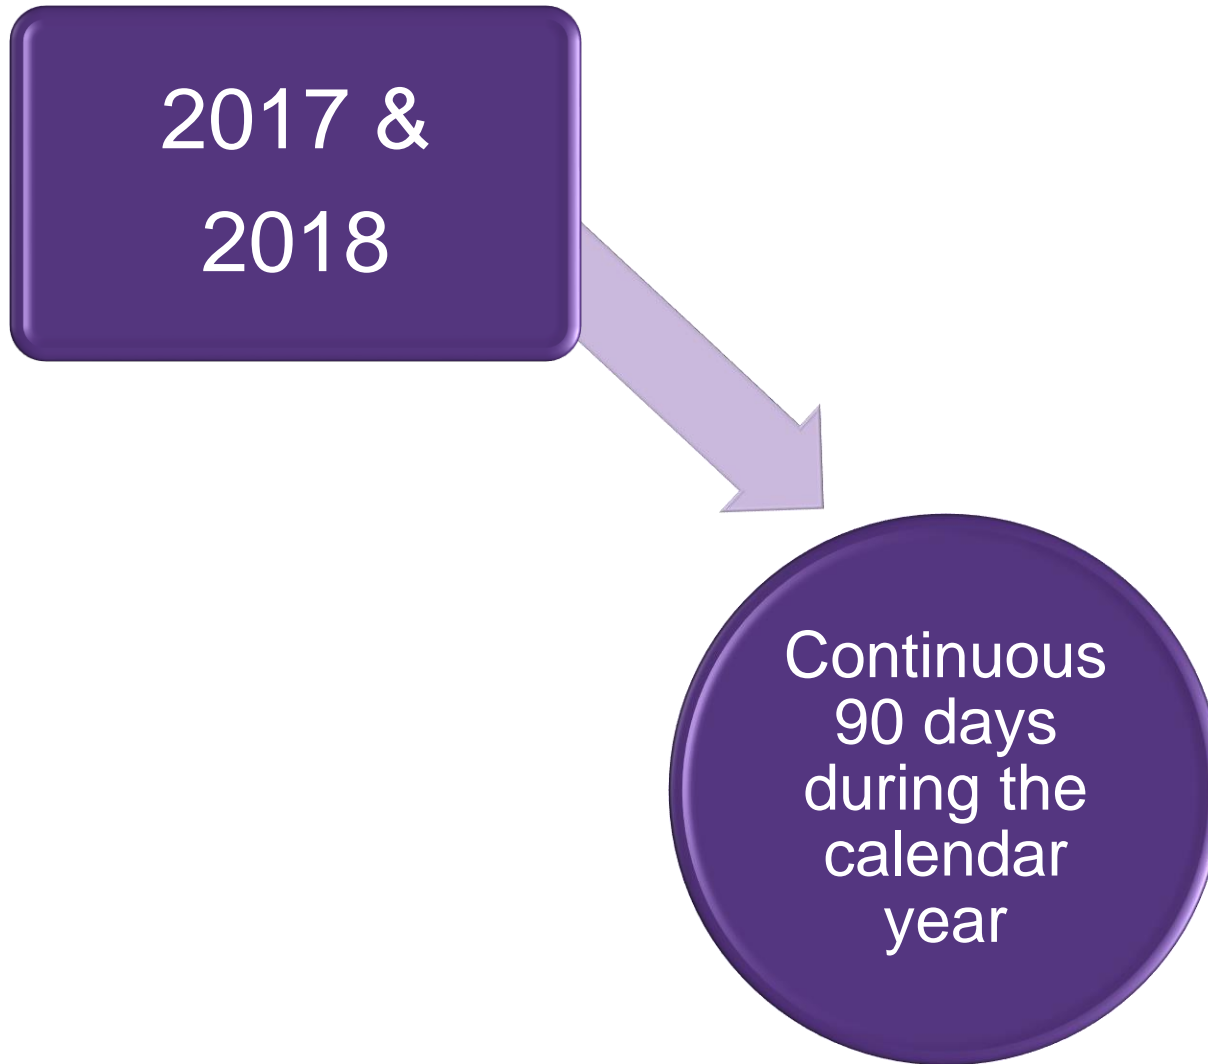 2017 &
2018
Continuous
90 days
during the
calendar
year